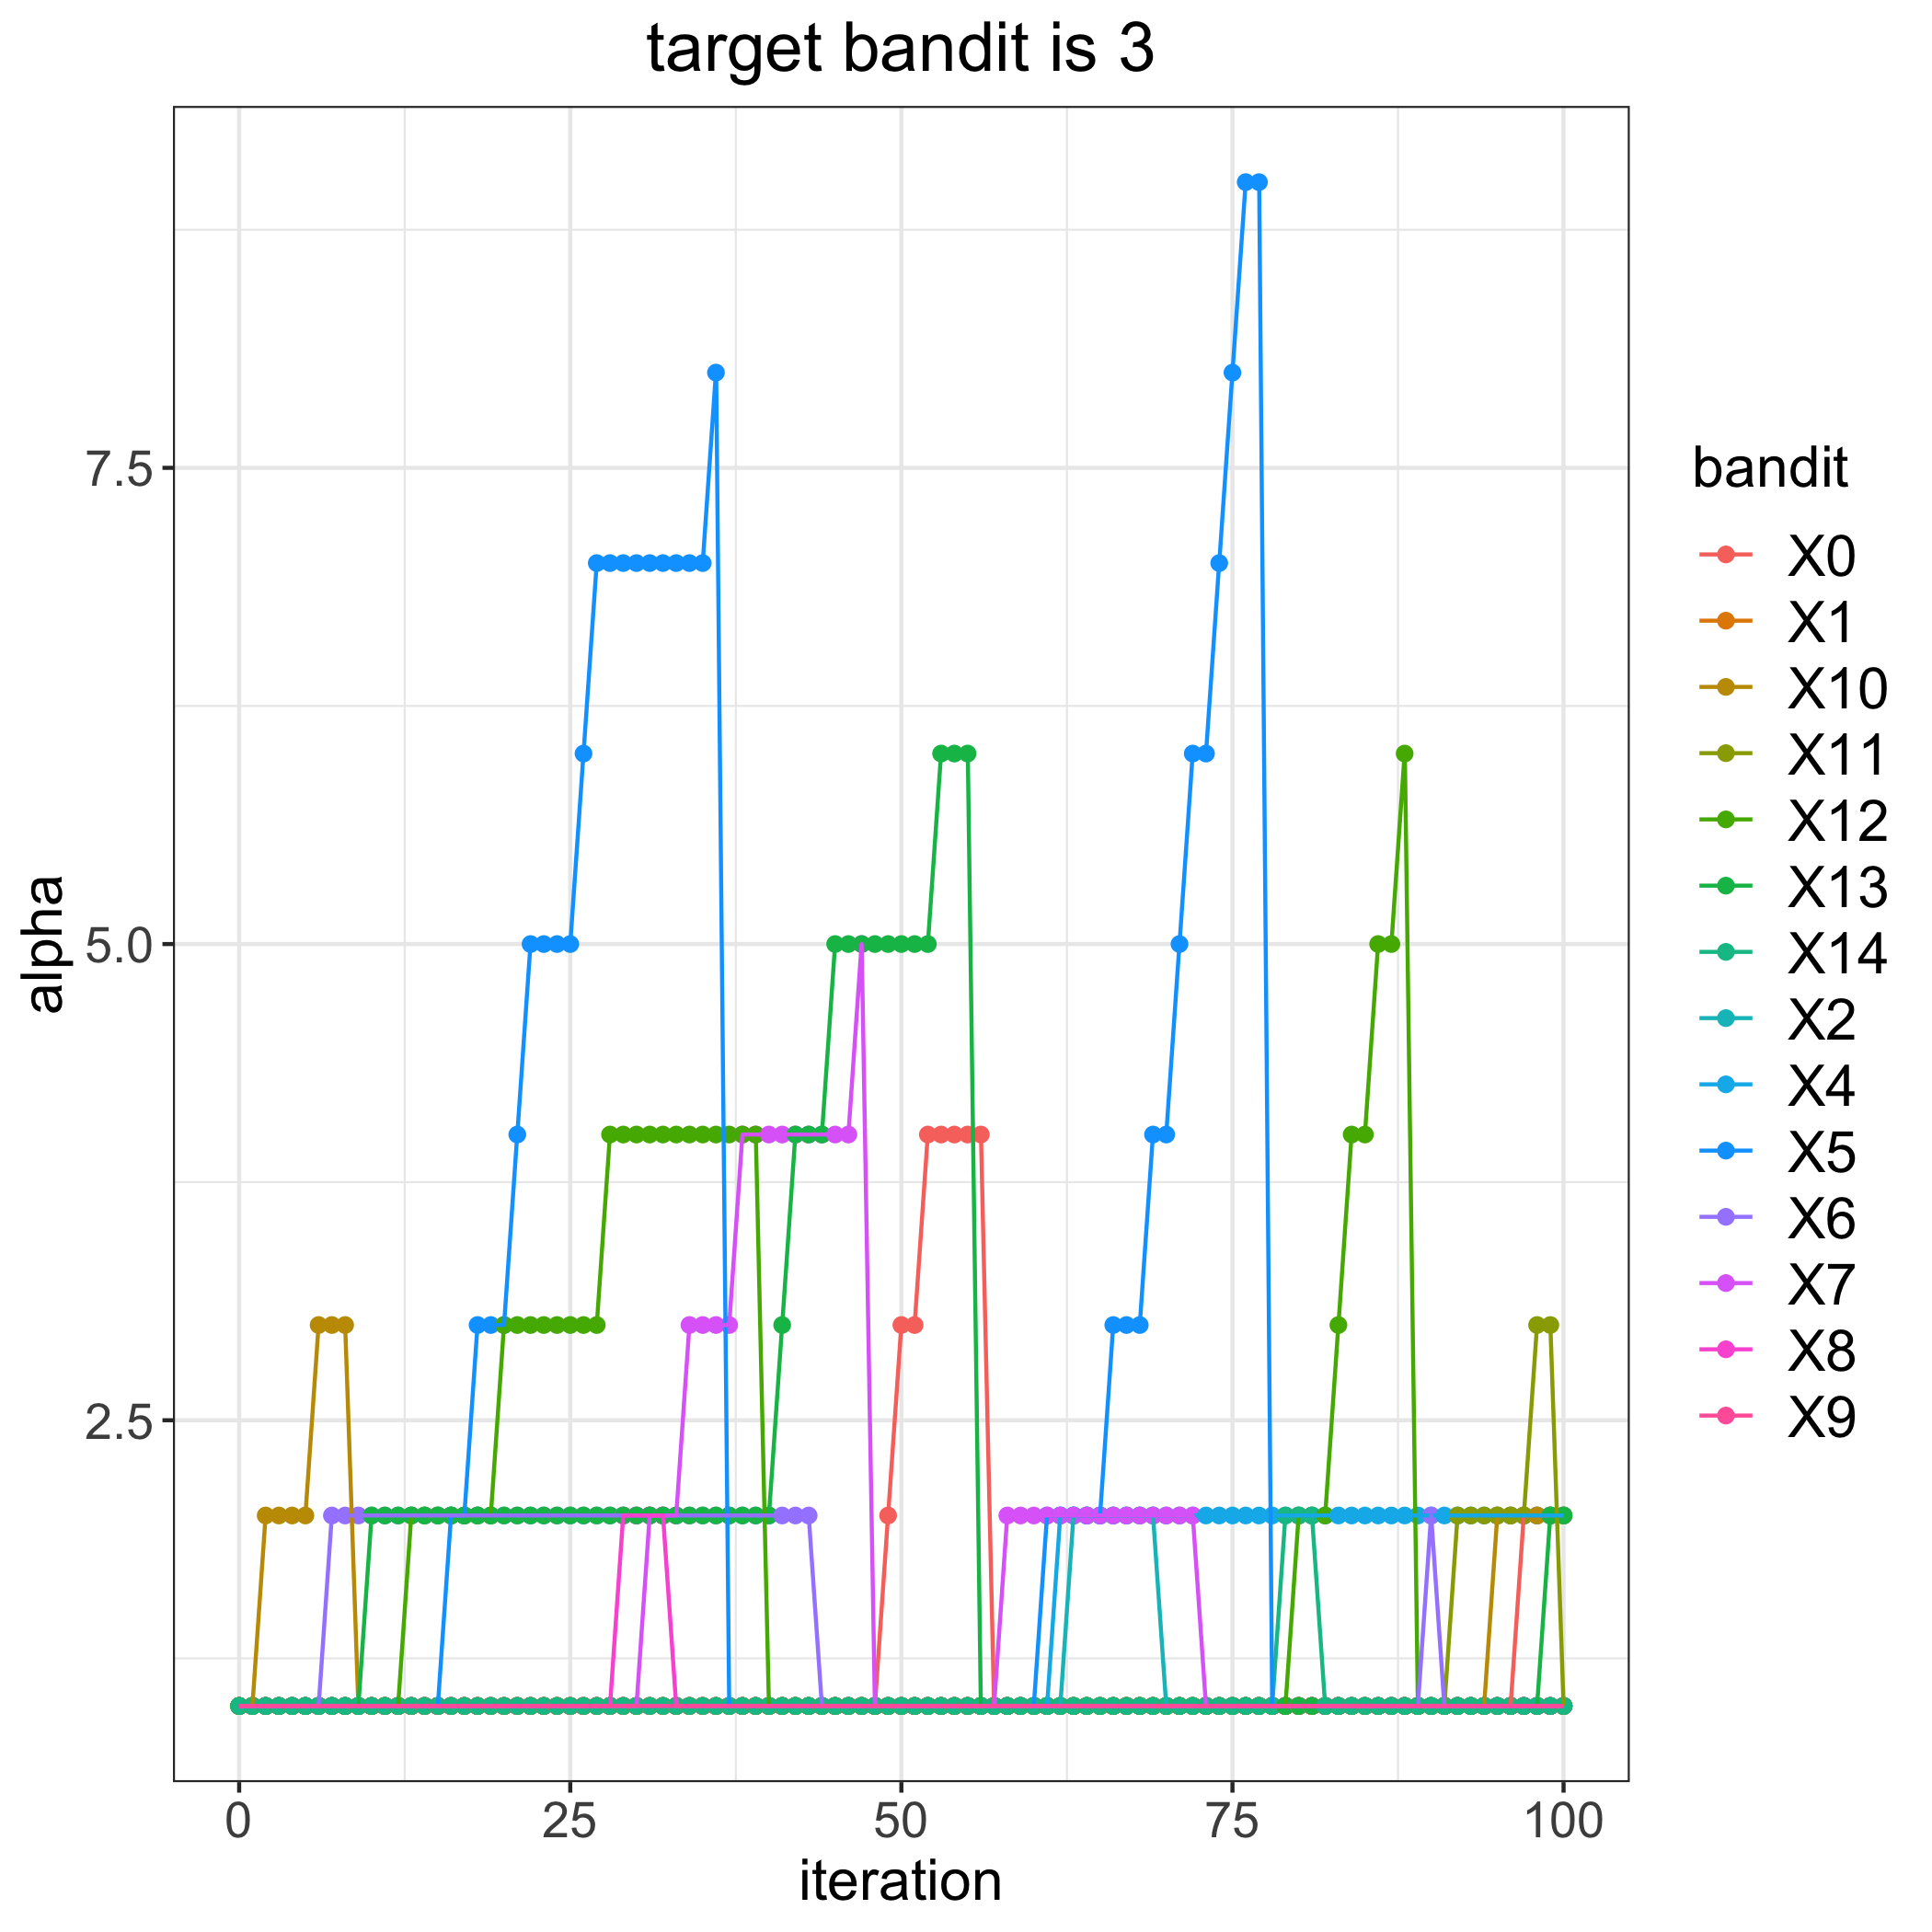 target bandit is 3
alpha
7.5
5.0
2.5
0
25
50
75
100
iteration
bandit
X0
X1
X10
X11
X12
X13
X14
X2
X4
X5
X6
X7
X8
X9